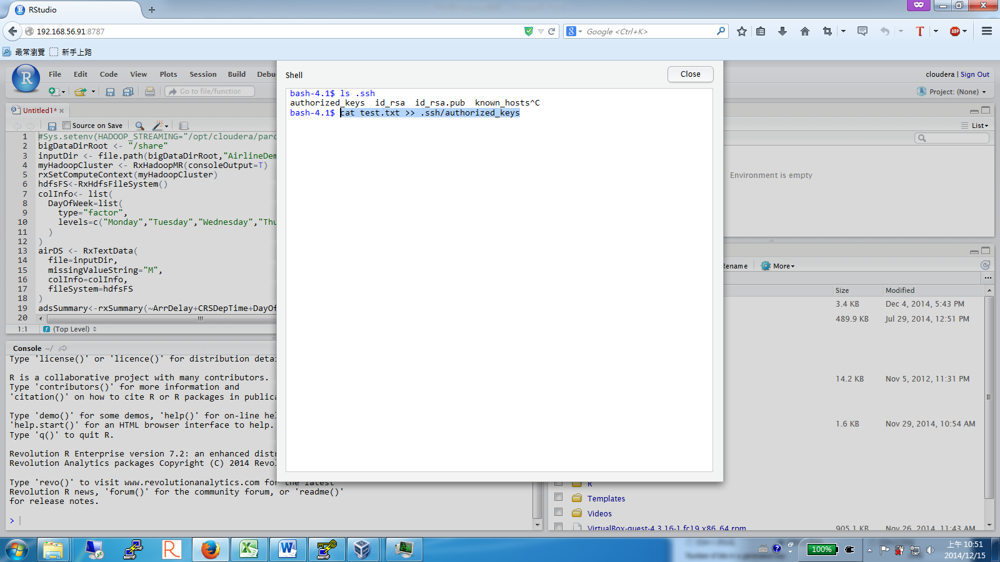 RStudio
192.168.56.91:8787
Google <Ctrl+K>
ABP
最常瀏覽 新手上路
R
File Edit Code View Plots Session Build Debu
cloudera | Sign Out
Go to file/function
Project: (None)
Untitled1*
Source on Save
1 #Sys.setenv(HADOOP_STREAMING="/opt/cloudera/parc
2 bigDataDirRoot <- "/share"
3 inputDir <- file.path(bigDataDirRoot,"AirlineDem
4 myHadoopCluster <- RxHadoopMR(consoleOutput=T)
5 rxSetComputeContext(myHadoopCluster)
6 hdfsFS<-RxHdfsFileSystem()
7 colInfo<- list(
8 DayOfWeek=list(
9 type="factor",
10 levels=c("Monday","Tuesday","Wednesday","Thu
11 )
12 )
13 airDS <- RxTextData(
14 file=inputDir,
15 missingValueString="M",
16 colInfo=colInfo,
17 fileSystem=hdfsFS
18 )
19 adsSummary<-rxSummary(~ArrDelay+CRSDepTime+DayOf
20
1:1 (Top Level)
Console ~/
Type 'license()' or 'licence()' for distribution detai
R is a collaborative project with many contributors.
Type 'contributors()' for more information and
'citation()' on how to cite R or R packages in publica
Type 'demo()' for some demos, 'help()' for on-line hel
'help.start()' for an HTML browser interface to help.
Type 'q()' to quit R.
Revolution R Enterprise version 7.2: an enhanced distr
Revolution Analytics packages Copyright (C) 2014 Revol
Type 'revo()' to visit www.revolutionanalytics.com for the latest
Revolution R news, 'forum()' for the community forum, or 'readme()'
for release notes.
>
Shell
Close
bash-4.1$ ls .ssh
authorized_keys id_rsa id_rsa.pub known_hosts^C
bash-4.1$ cat test.txt >> .ssh/authorized_keys
List
Environment is empty
Rename More
Size Modified
3.4 KB Dec 4, 2014, 5:43 PM
489.9 KB Jul 29, 2014, 12:51 PM
14.2 KB Nov 5, 2012, 11:31 PM
1.6 KB Nov 29, 2014, 10:54 AM
R
Templates
Videos
VirtualBox-guest-4.3.16-1.fc19.x86_64.rpm 905.1 KB Nov 26, 2014, 11:43 AM
100%
上午 10:51
2014/12/15